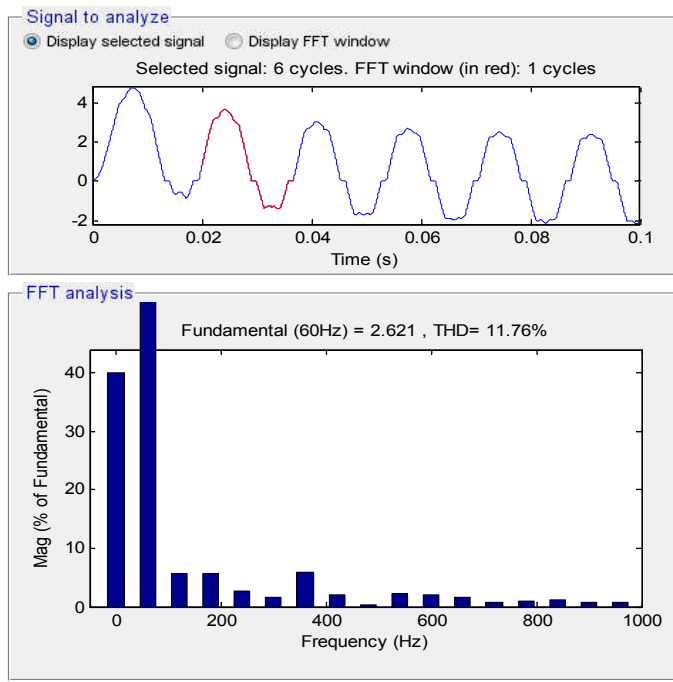 Signal to analyze
Display selected signal Display FFT window
Selected signal: 6 cycles. FFT window (in red): 1 cycles
4
2
0
-2
0 0.02 0.04 0.06 0.08 0.1
Time (s)
FFT analysis
Fundamental (60Hz) = 2.621 , THD= 11.76%
Mag (% of Fundamental)
40
30
20
10
0
0 200 400 600 800 1000
Frequency (Hz)